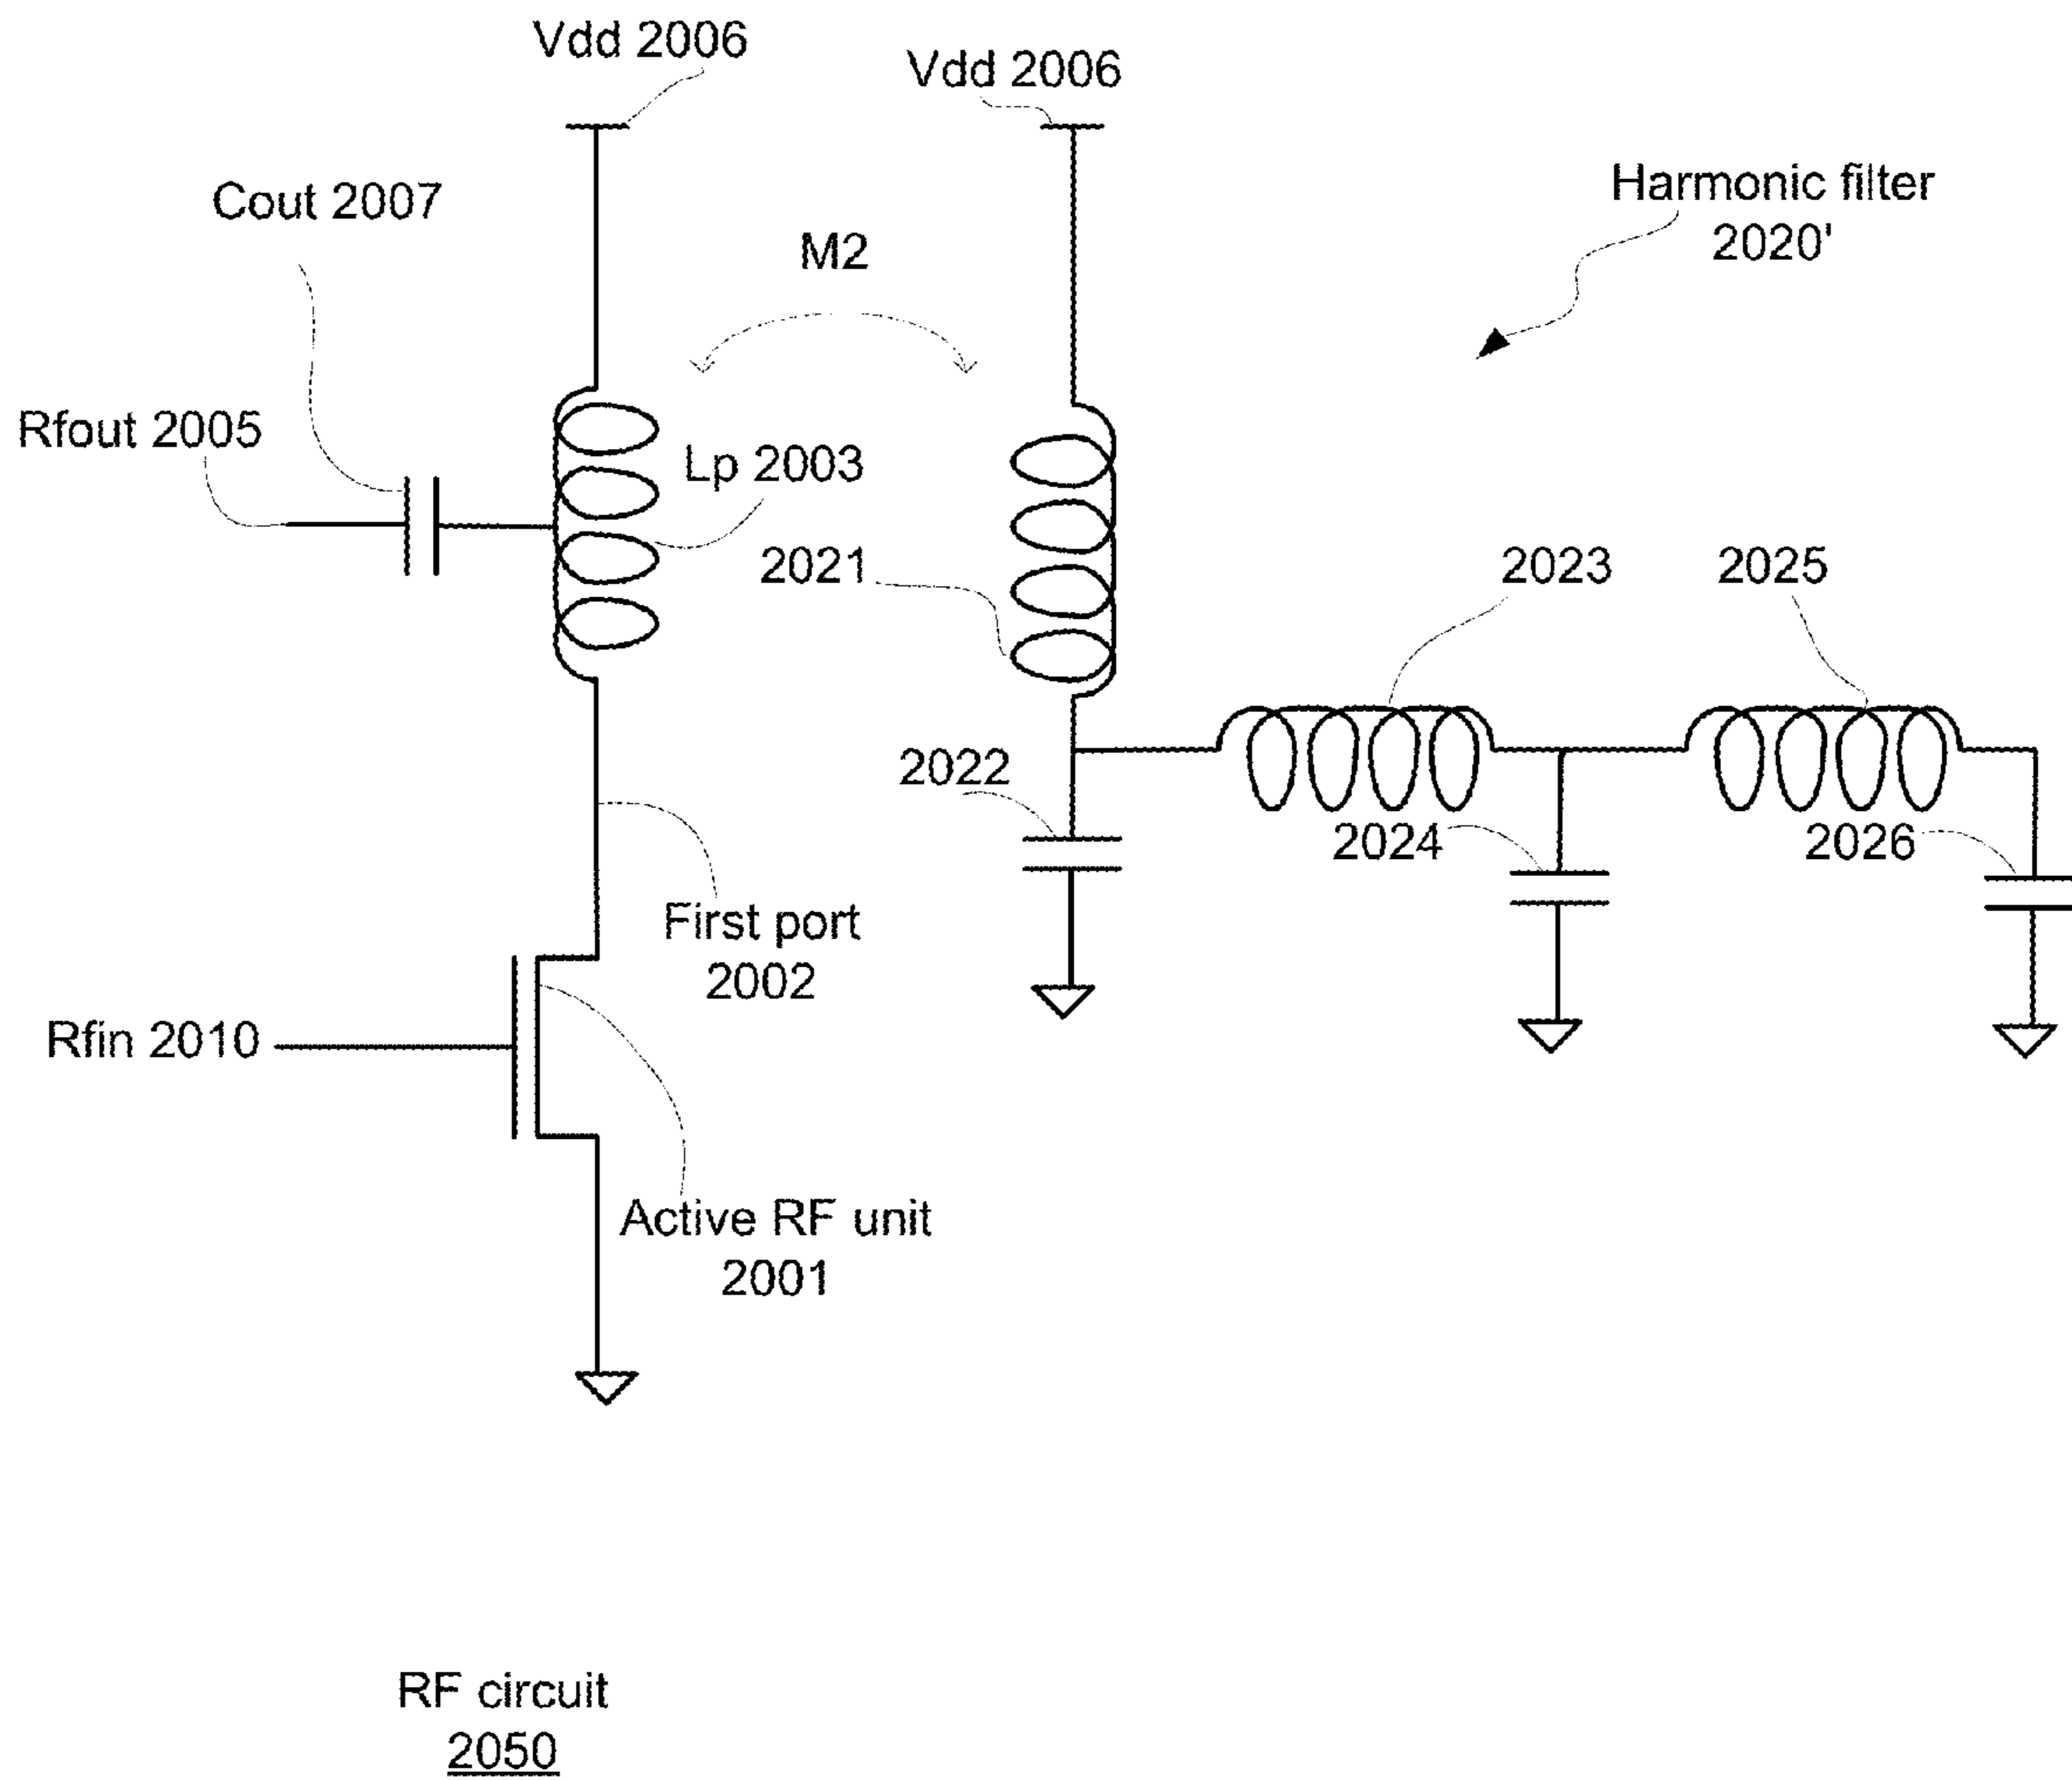 Vdd 2006
Vdd 2006
Harmonic filter
2020'
Cout 2007
M2
Rfout 2005
Lp 2003
2021
2023
2025
2022
2024
2026
First port
2002
Rfin 2010
Active RF unit
2001
RF circuit
2050